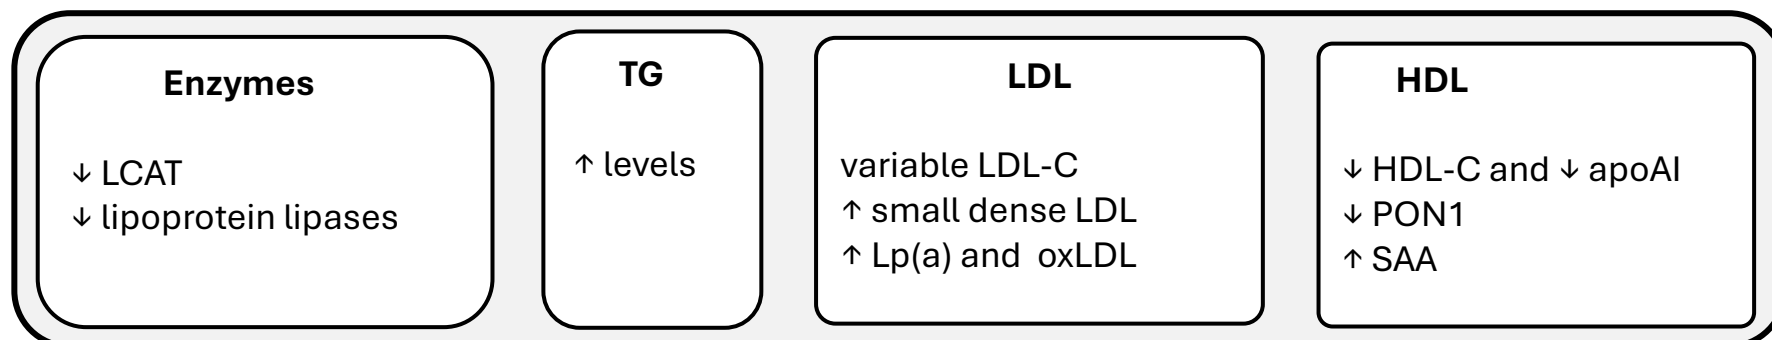 Enzymes
↓ LCAT
↓ lipoprotein lipases
TG
↑ levels
LDL
variable LDL-C
↑ small dense LDL
↑ Lp(a) and oxLDL
HDL
↓ HDL-C and ↓ apoAI
↓ PON1
↑ SAA